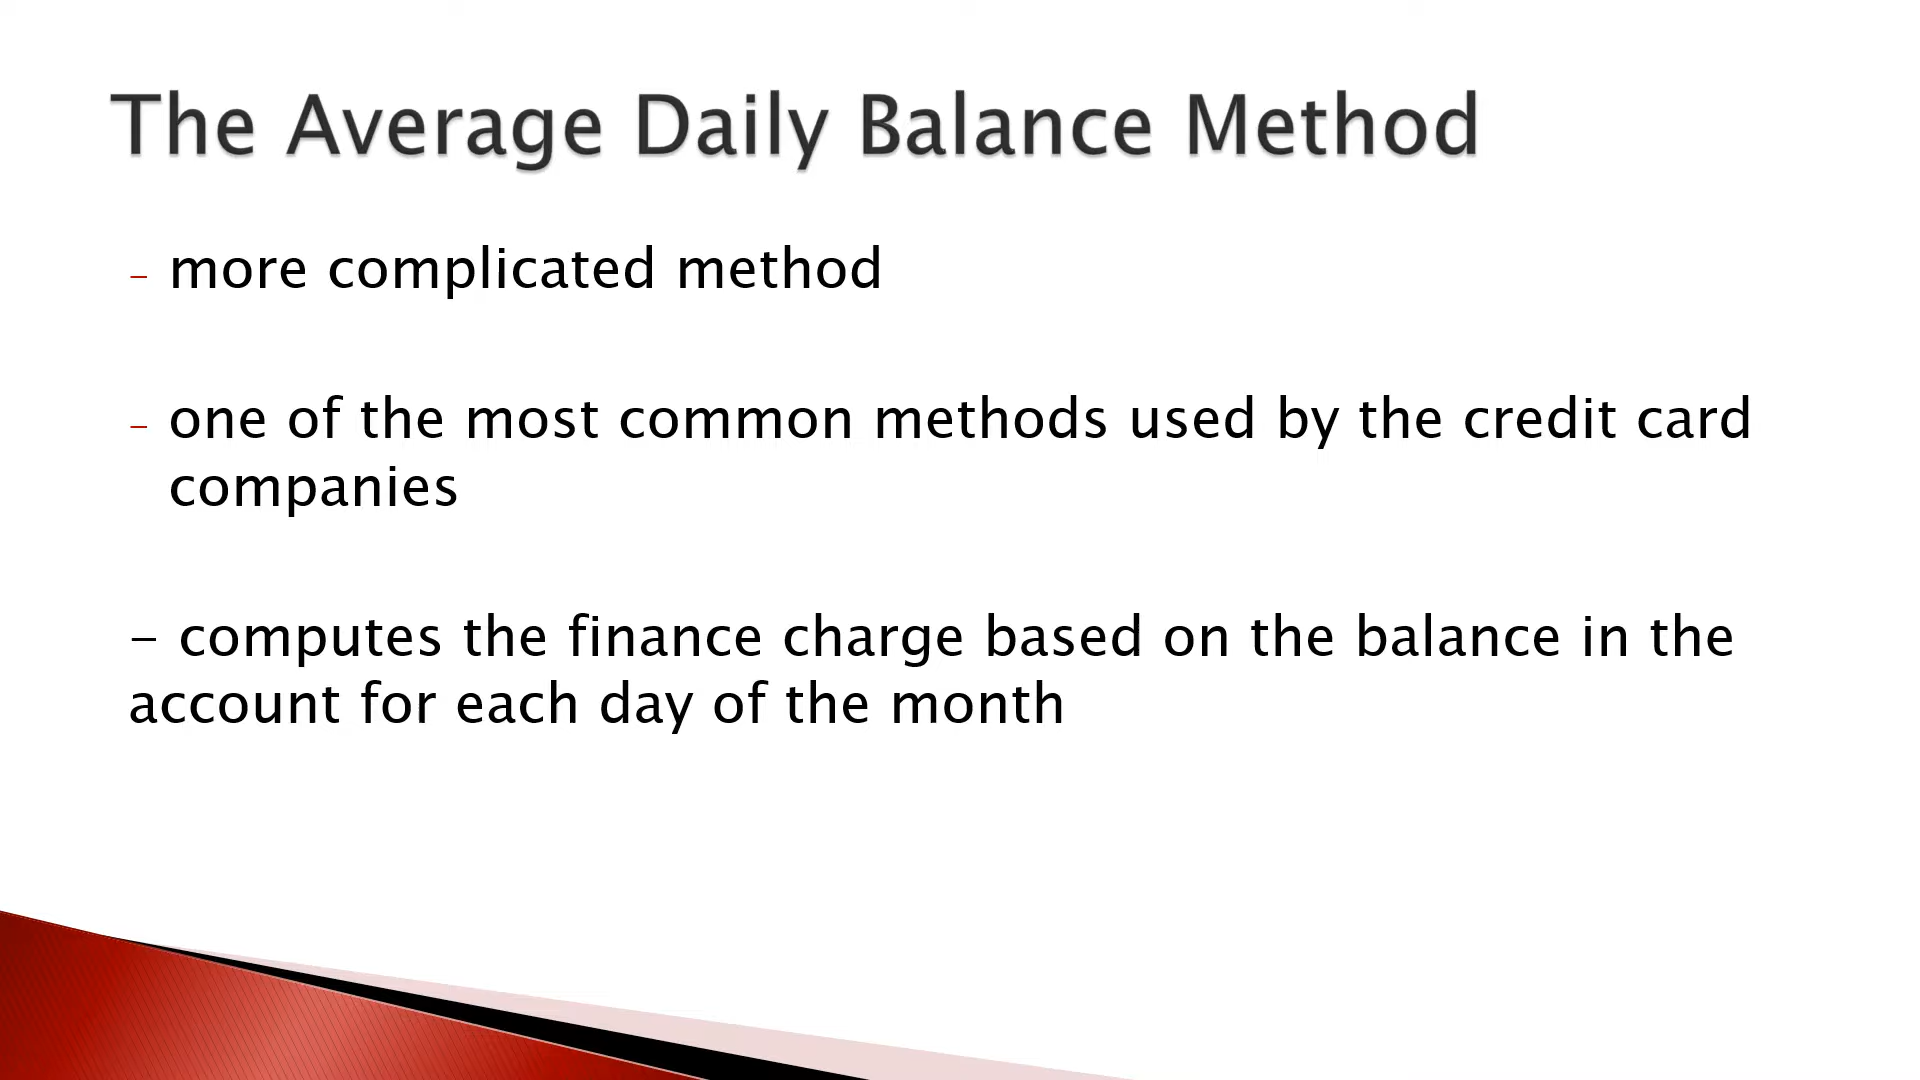 The Average Daily Balance Method
– more complicated method
– one of the most common methods used by the credit card
companies
– computes the finance charge based on the balance in the
account for each day of the month